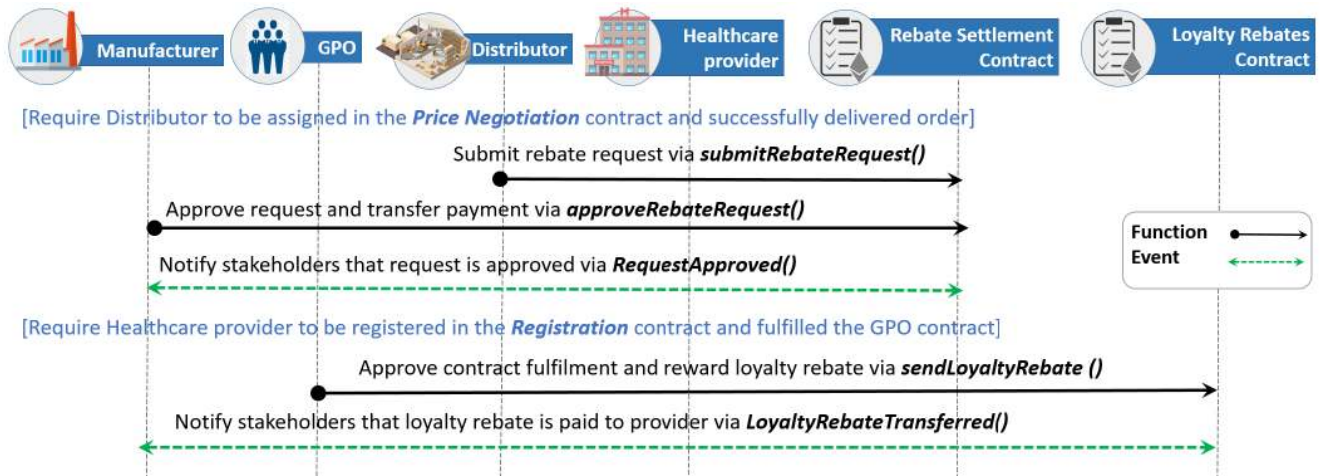 Manufacturer
GPO
Distributor
Healthcare
provider
Rebate Settlement
Contract
Loyalty Rebates
Contract
[Require Distributor to be assigned in the Price Negotiation contract and successfully delivered order]
Submit rebate request via submitRebateRequest()
Approve request and transfer payment via approveRebateRequest()
Notify stakeholders that request is approved via RequestApproved()
Function
Event
[Require Healthcare provider to be registered in the Registration contract and fulfilled the GPO contract]
Approve contract fulfilment and reward loyalty rebate via sendLoyaltyRebate ()
Notify stakeholders that loyalty rebate is paid to provider via LoyaltyRebateTransferred()